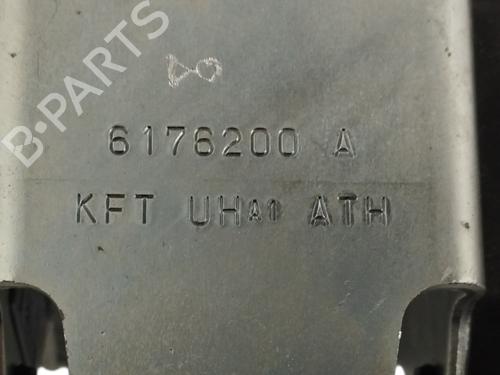 B-PARTS
6176200 A
KFT UHA1 ATH